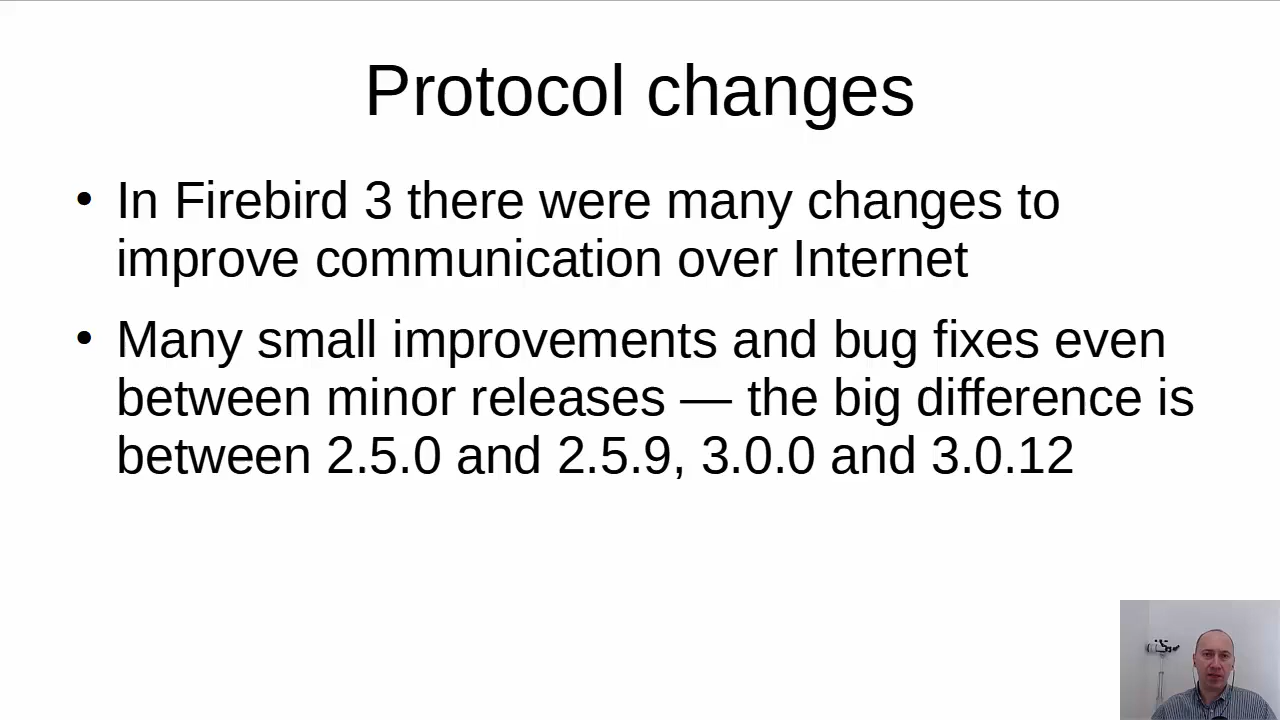 Protocol changes
• In Firebird 3 there were many changes to
improve communication over Internet
• Many small improvements and bug fixes even
between minor releases — the big difference is
between 2.5.0 and 2.5.9, 3.0.0 and 3.0.12